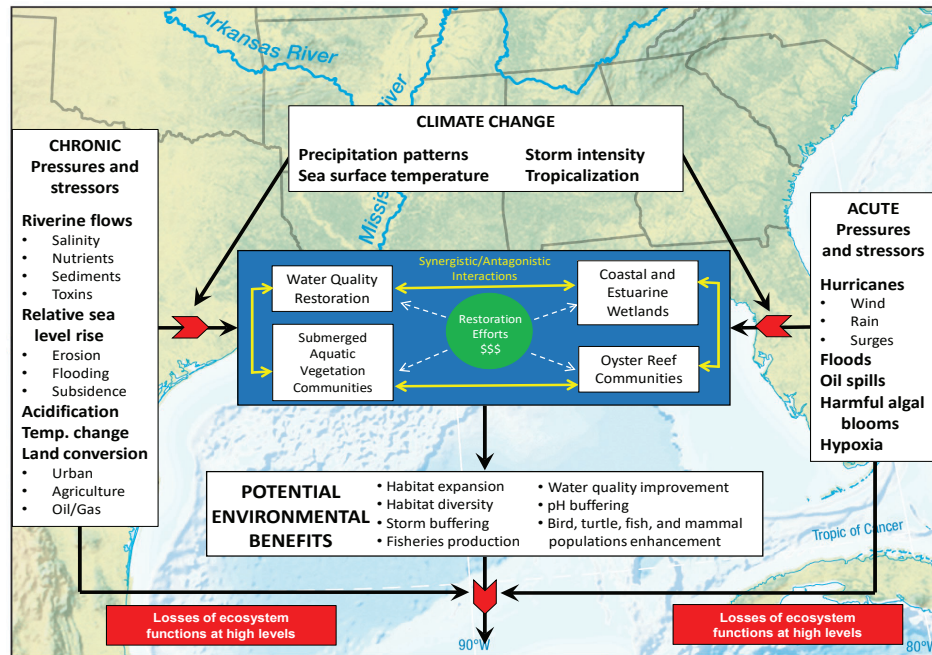 Arkansas River
River
Mississ
CLIMATE CHANGE
Precipitation patterns
Sea surface temperature
Storm intensity
Tropicalization
CHRONIC
Pressures and
stressors
Riverine flows
• Salinity
• Nutrients
• Sediments
• Toxins
Relative sea
level rise
• Erosion
• Flooding
• Subsidence
Acidification
Temp. change
Land conversion
• Urban
• Agriculture
• Oil/Gas
Synergistic/Antagonistic
Interactions
Water Quality
Restoration
Coastal and
Estuarine
Wetlands
Restoration
Efforts
$$$
Submerged
Aquatic
Vegetation
Communities
Oyster Reef
Communities
ACUTE
Pressures
and stressors
Hurricanes
• Wind
• Rain
• Surges
Floods
Oil spills
Harmful algal
blooms
Hypoxia
POTENTIAL
ENVIRONMENTAL
BENEFITS
• Habitat expansion
• Habitat diversity
• Storm buffering
• Fisheries production
• Water quality improvement
• pH buffering
• Bird, turtle, fish, and mammal
populations enhancement
Tropic of Cancer
Losses of ecosystem
functions at high levels
Losses of ecosystem
functions at high levels
90°W
80°W